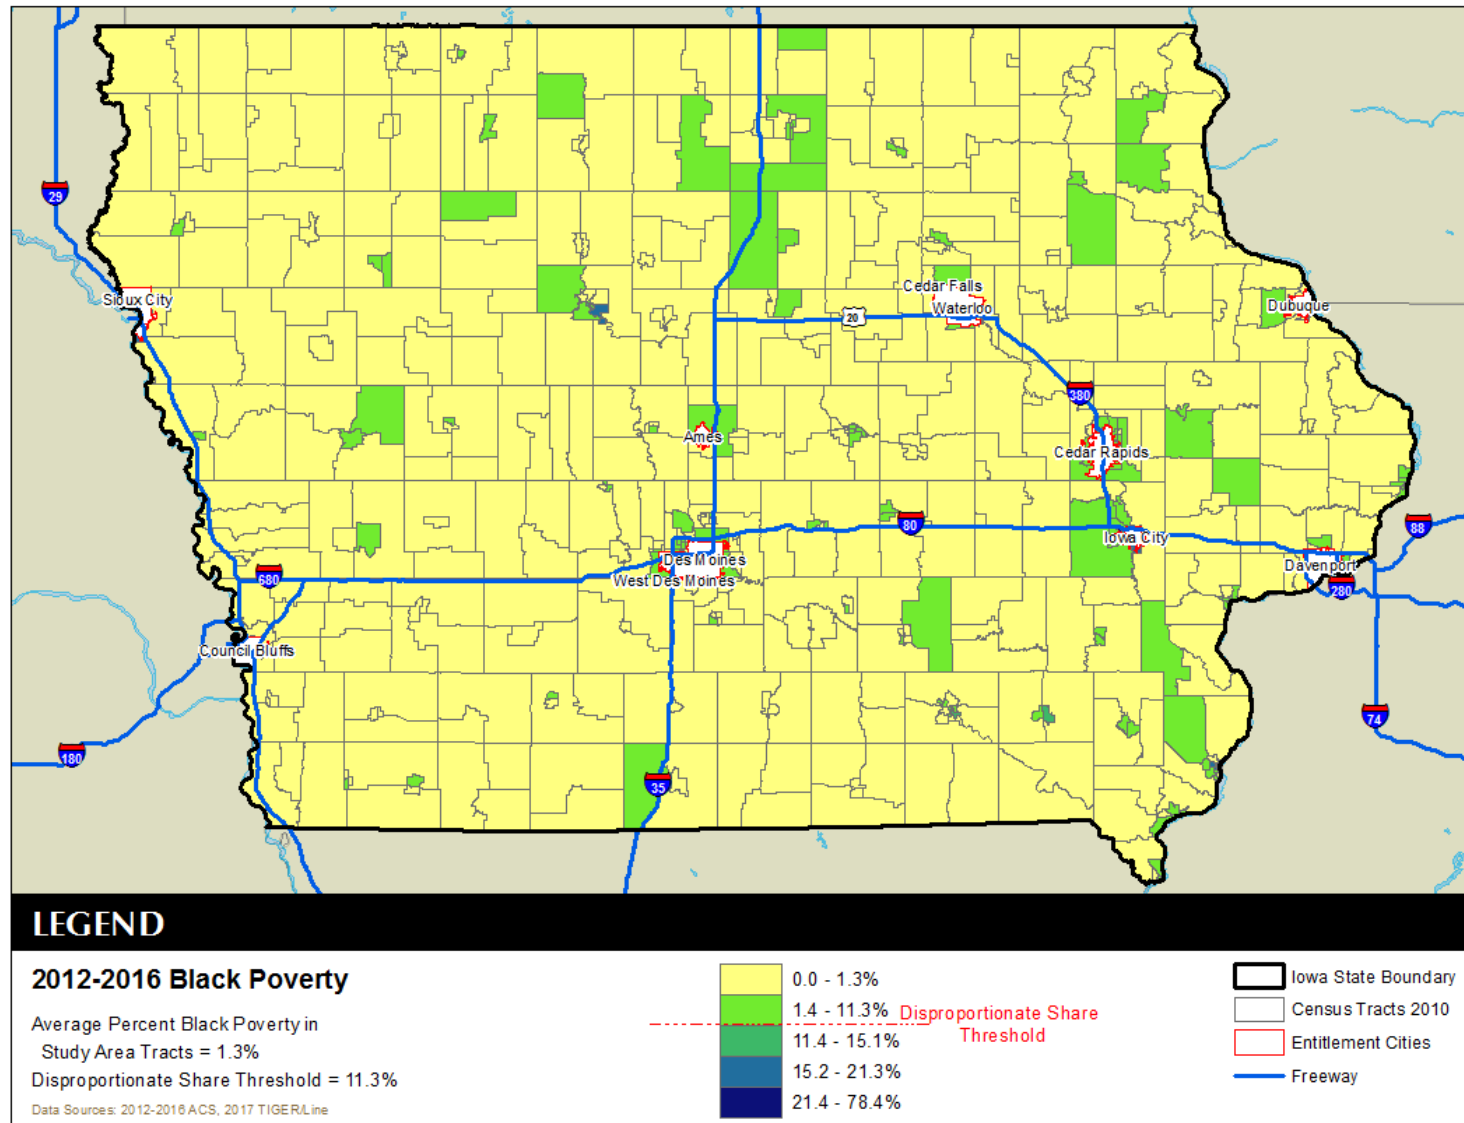 29
Sioux City
Cedar Falls
Waterloo
20
Dubuque
380
Ames
Cedar Rapids
80
88
Iowa City
Des Moines
West Des Moines
Davenport
680
280
Council Bluffs
74
180
35
LEGEND
2012-2016 Black Poverty
Average Percent Black Poverty in
Study Area Tracts = 1.3%
Disproportionate Share Threshold = 11.3%
Data Sources: 2012-2016 ACS, 2017 TIGER/Line
0.0 - 1.3%
1.4 - 11.3%
Disproportionate Share
Threshold
11.4 - 15.1%
15.2 - 21.3%
21.4 - 78.4%
Iowa State Boundary
Census Tracts 2010
Entitlement Cities
Freeway